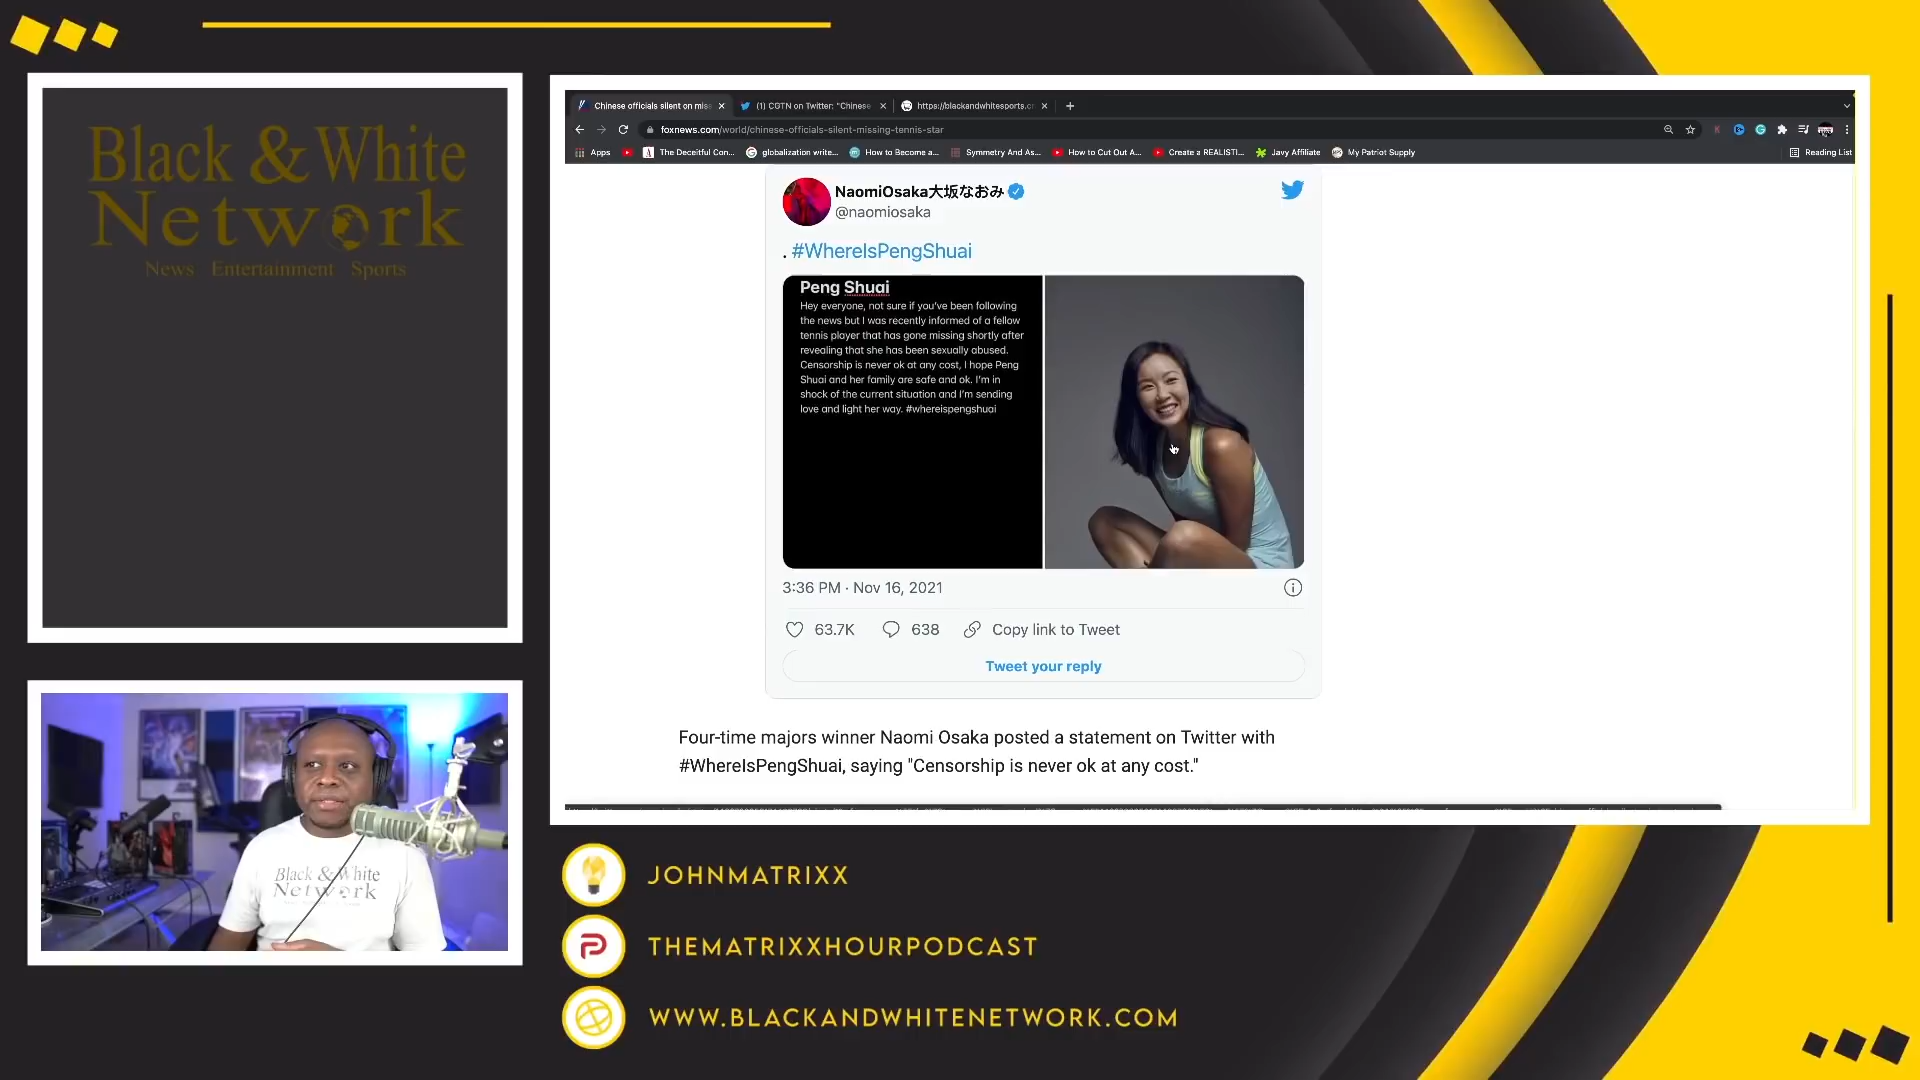 Black & White
Network
News Entertainment Sports
Chinese officials silent on miss
(1) CGTN on Twitter: "Chinese
https://blackandwhitesports.c
foxnews.com/world/chinese-officials-silent-missing-tennis-star
Apps
The Deceitful Con...
globalization write...
How to Become a...
Symmetry And As...
How to Cut Out A...
Create a REALISTI...
Javy Affiliate
My Patriot Supply
Reading List
NaomiOsaka大坂なおみ
@naomiosaka
. #WhereIsPengShuai
Peng Shuai
Hey everyone, not sure if you've been following
the news but I was recently informed of a fellow
tennis player that has gone missing shortly after
revealing that she has been sexually abused.
Censorship is never ok at any cost, I hope Peng
Shuai and her family are safe and ok. I'm in
shock of the current situation and I'm sending
love and light her way. #whereispengshuai
3:36 PM · Nov 16, 2021
63.7K
638
Copy link to Tweet
Tweet your reply
Four-time majors winner Naomi Osaka posted a statement on Twitter with
#WhereIsPengShuai, saying "Censorship is never ok at any cost."
Black & White
Network
JOHNMATRIXX
THEMATRIXXHOURPODCAST
WWW.BLACKANDWHITENETWORK.COM